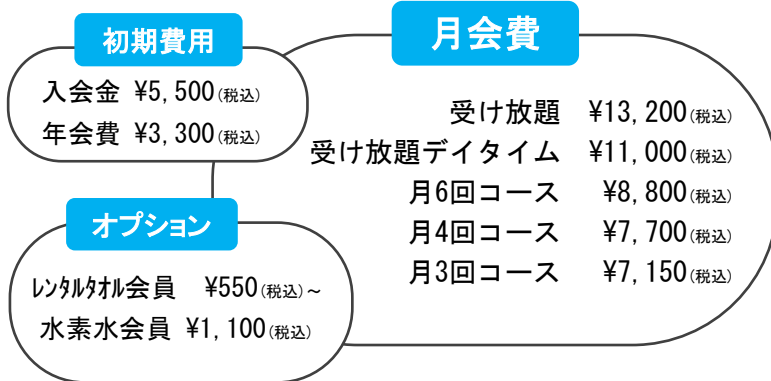 初期費用
入会金 ¥5,500(税込)
年会費 ¥3,300(税込)
月会費
受け放題 ¥13,200(税込)
受け放題デイタイム ¥11,000(税込)
月6回コース ¥8,800(税込)
月4回コース ¥7,700(税込)
月3回コース ¥7,150(税込)
オプション
ﾚﾝﾀﾙﾀｵﾙ会員 ¥550(税込)~
水素水会員 ¥1,100(税込)